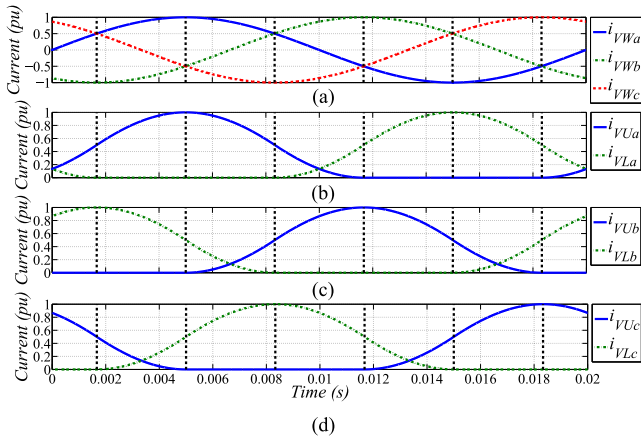 Current (pu)
1
0.5
0
−0.5
−1
i_VWa
i_VWb
i_VWc
(a)
Current (pu)
1
0.8
0.6
0.4
0.2
0
i_VUa
i_VLa
(b)
Current (pu)
1
0.8
0.6
0.4
0.2
0
i_VUb
i_VLb
(c)
Current (pu)
1
0.8
0.6
0.4
0.2
0
i_VUc
i_VLc
0 0.002 0.004 0.006 0.008 0.01 0.012 0.014 0.016 0.018 0.02
Time (s)
(d)